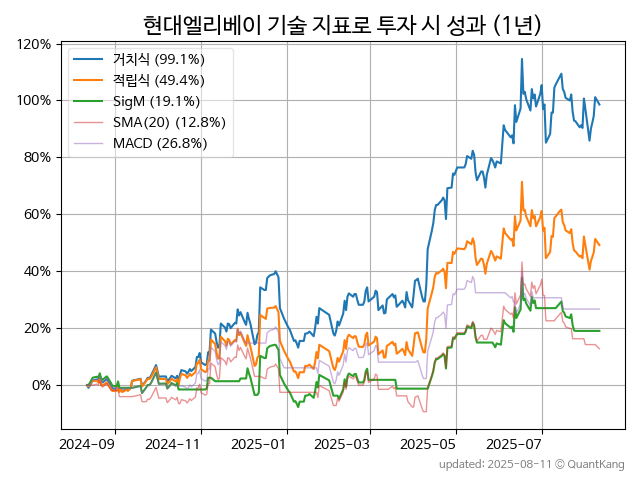 현대엘리베이 기술 지표로 투자 시 성과 (1년)
120%
100%
80%
60%
40%
20%
0%
거치식 (99.1%)
적립식 (49.4%)
SigM (19.1%)
SMA(20) (12.8%)
MACD (26.8%)
2024-09
2024-11
2025-01
2025-03
2025-05
2025-07
updated: 2025-08-11 © QuantKang